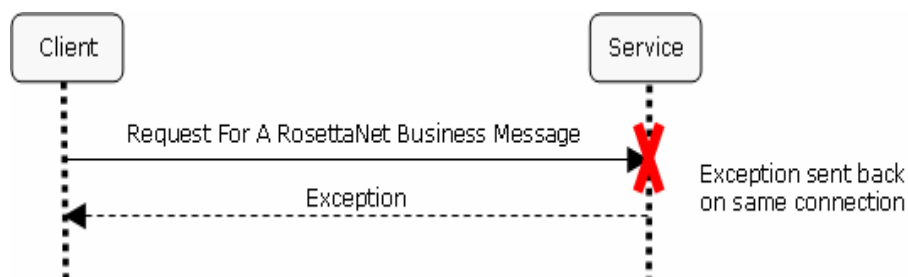 Client
Service
Request For A RosettaNet Business Message
Exception
Exception sent back
on same connection